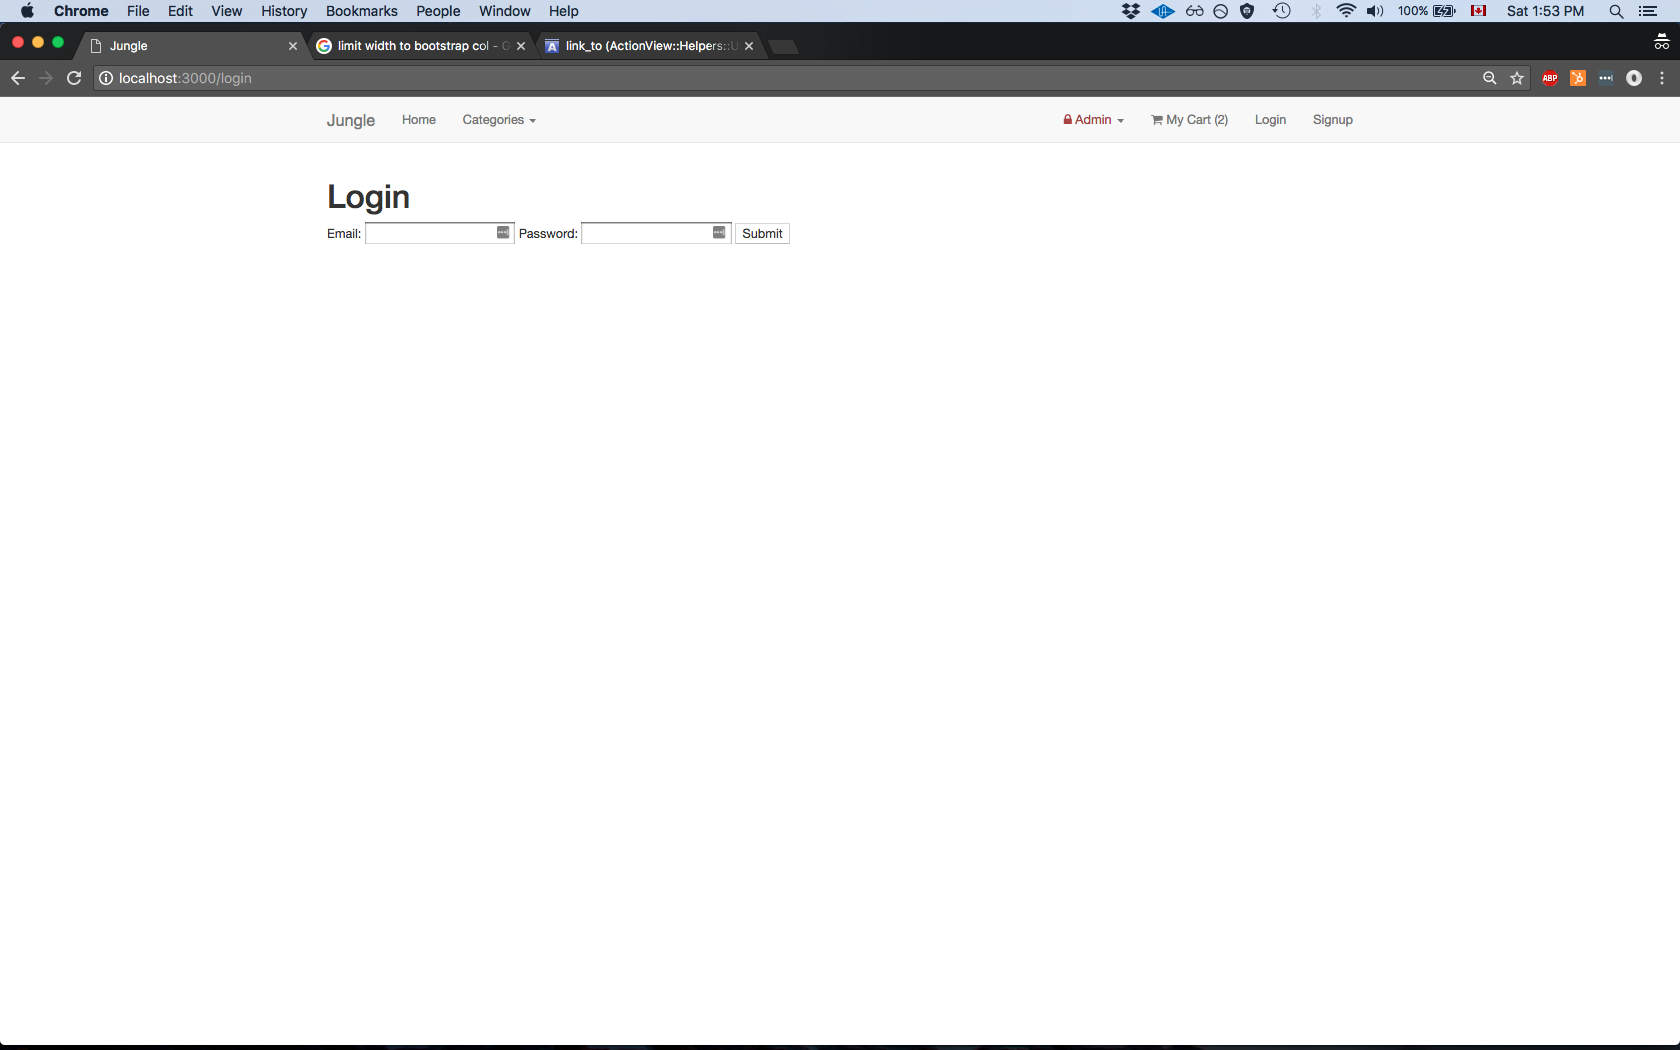 Chrome File Edit View History Bookmarks People Window Help 100% Sat 1:53 PM
Jungle limit width to bootstrap col - G link_to (ActionView::Helpers::U
localhost:3000/login ABP
Jungle Home Categories Admin My Cart (2) Login Signup
Login
Email: Password: Submit